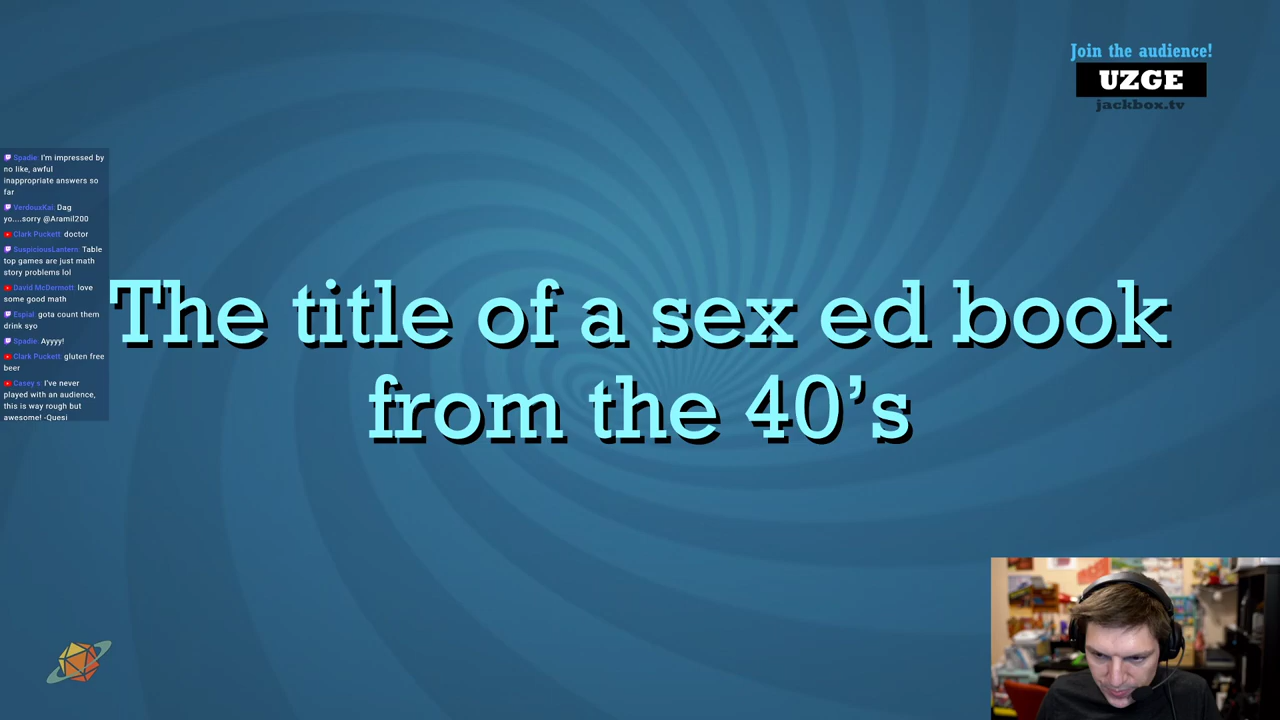 Join the audience!
UZGE
jackbox.tv
Spadie: I'm impressed by
no like, awful
inappropriate answers so
far
VerdouxKai: Dag
yo....sorry @Aramil200
Clark Puckett: doctor
SuspiciousLantern: Table
top games are just math
story problems lol
David McDermott: love
some good math
Espial: gota count them
drink syo
Spadie: Ayyyy!
Clark Puckett: gluten free
beer
Casey s: I've never
played with an audience,
this is way rough but
awesome! -Quesi
The title of a sex ed book
from the 40's